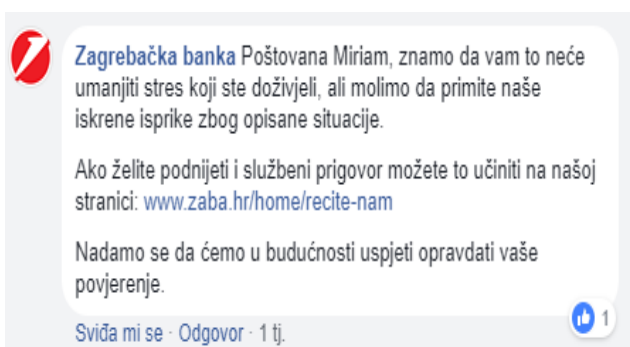 Zagrebačka banka Poštovana Miriam, znamo da vam to neće
umanjiti stres koji ste doživjeli, ali molimo da primite naše
iskrene isprike zbog opisane situacije.
Ako želite podnijeti i službeni prigovor možete to učiniti na našoj
stranici: www.zaba.hr/home/recite-nam
Nadamo se da ćemo u budućnosti uspjeti opravdati vaše
povjerenje.
1
Sviđa mi se · Odgovor · 1 tj.